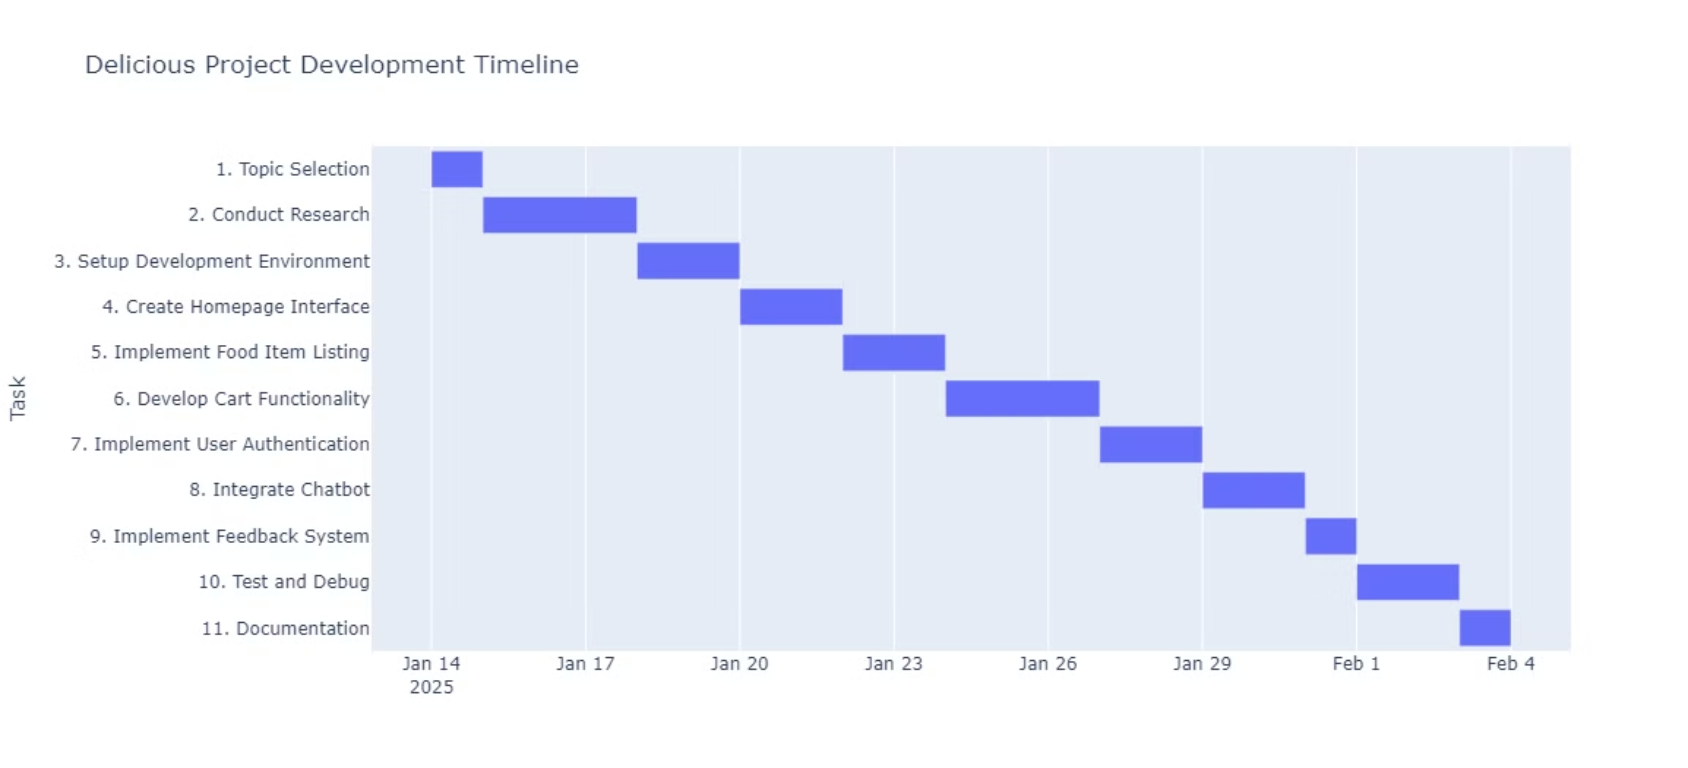 Delicious Project Development Timeline
Task
1. Topic Selection
2. Conduct Research
3. Setup Development Environment
4. Create Homepage Interface
5. Implement Food Item Listing
6. Develop Cart Functionality
7. Implement User Authentication
8. Integrate Chatbot
9. Implement Feedback System
10. Test and Debug
11. Documentation
Jan 14 Jan 17 Jan 20 Jan 23 Jan 26 Jan 29 Feb 1 Feb 4
2025